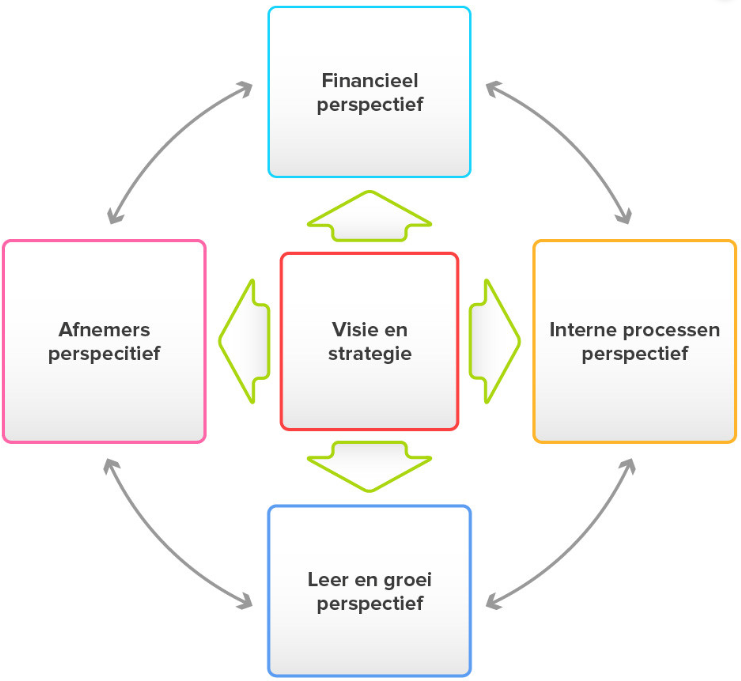 Financieel
perspectief
Afnemers
perspecitief
Visie en
strategie
Interne processen
perspectief
Leer en groei
perspectief